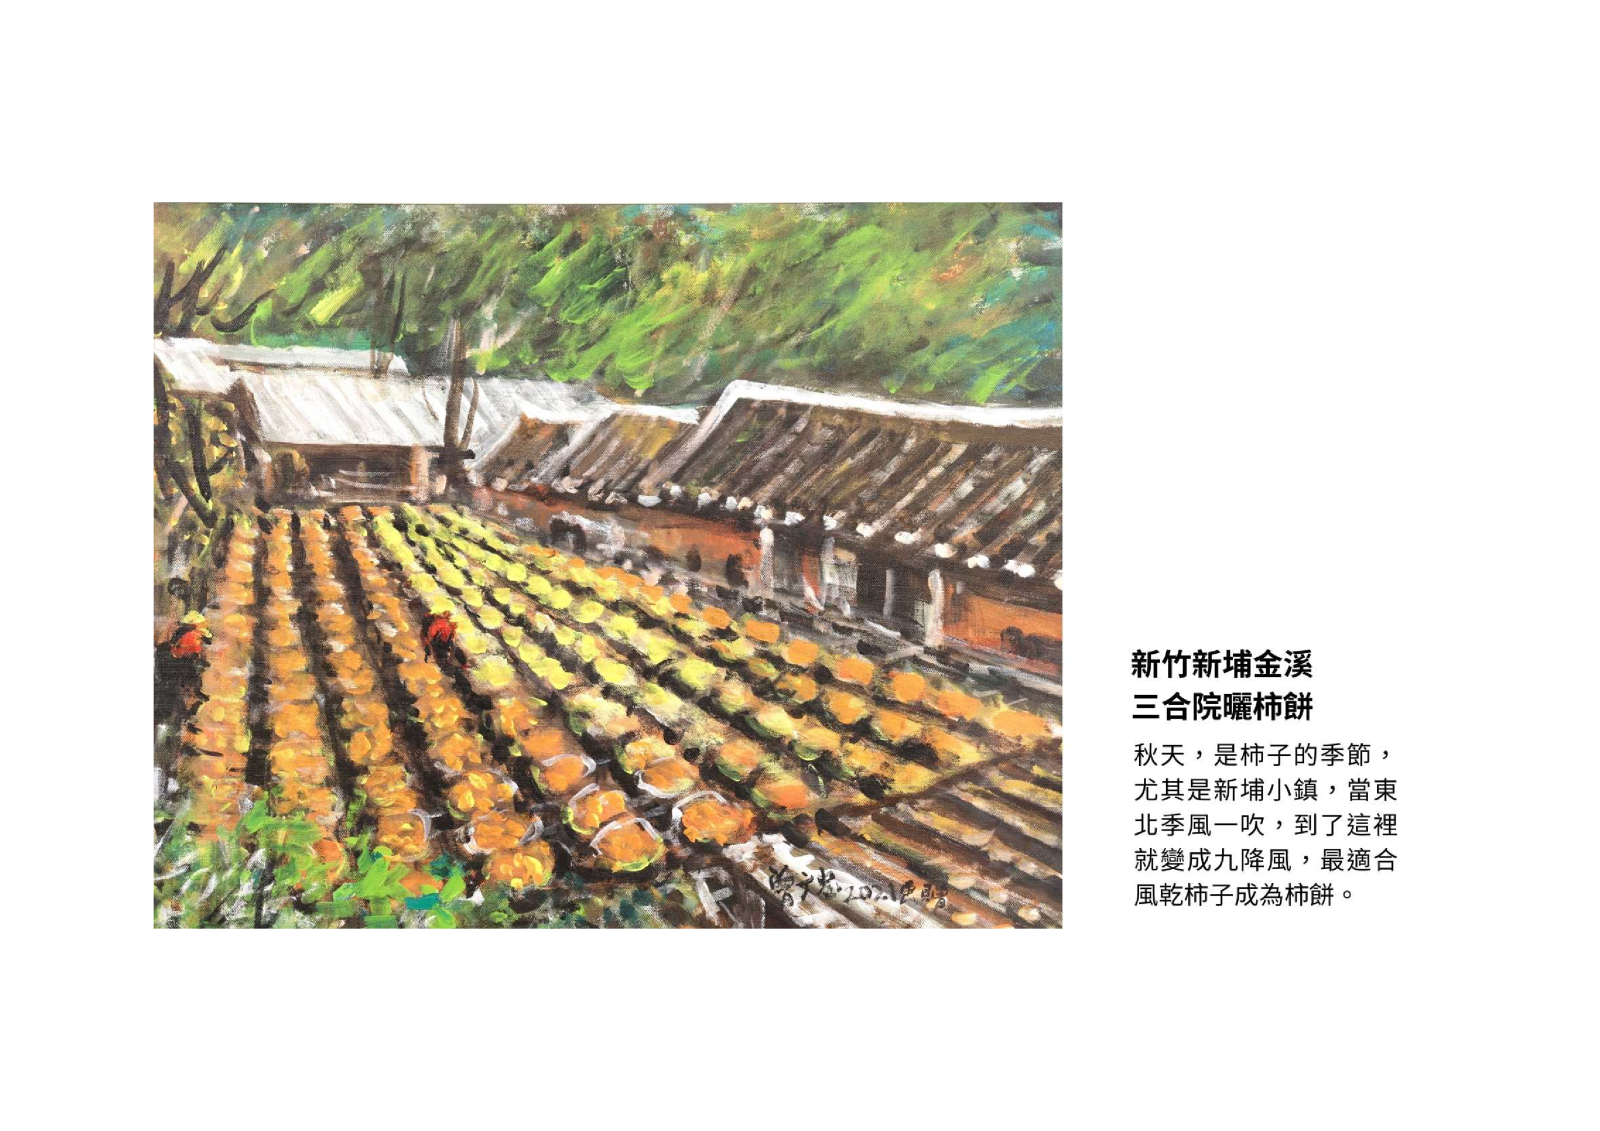 新竹新埔金溪
三合院曬柿餅
秋天，是柿子的季節，
尤其是新埔小鎮，當東
北季風一吹，到了這裡
就變成九降風，最適合
風乾柿子成為柿餅。